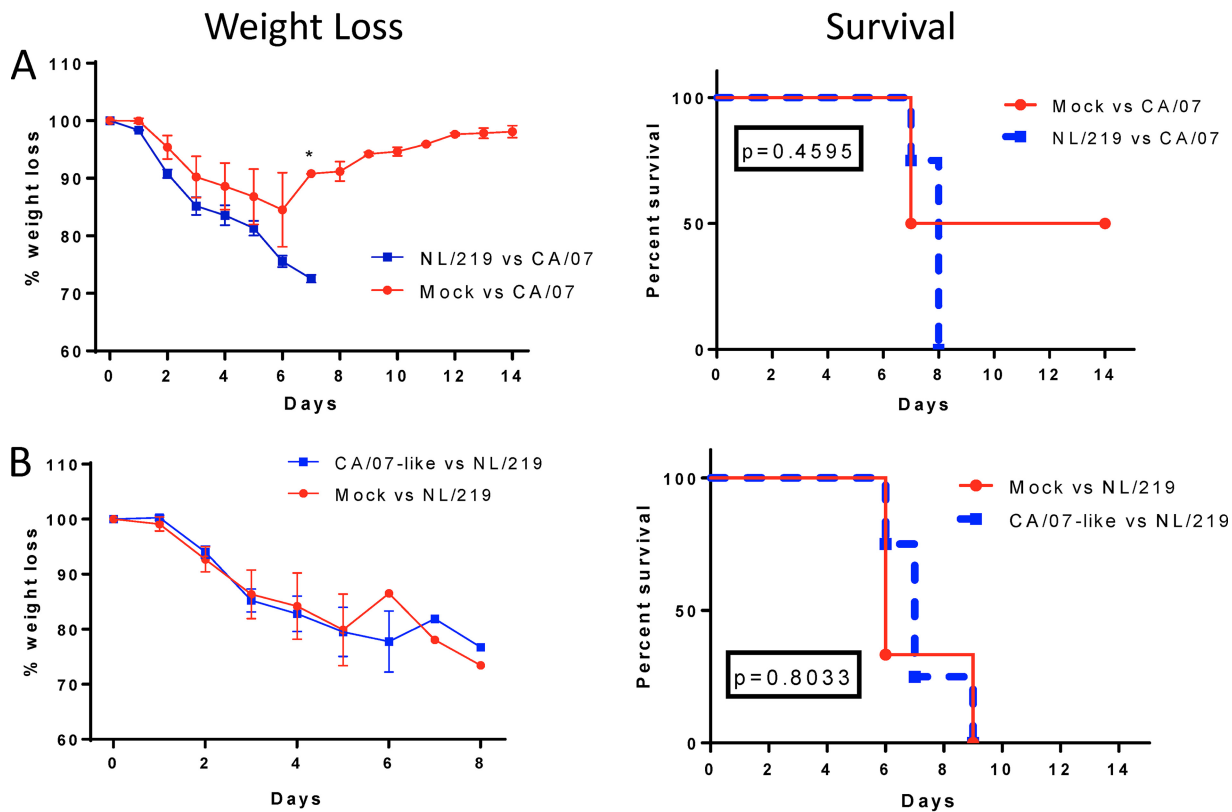 Weight Loss
Survival
A
110
100
90
80
70
60
% weight loss
*
NL/219 vs CA/07
Mock vs CA/07
0 2 4 6 8 10 12 14
Days
100
50
0
Percent survival
p=0.4595
Mock vs CA/07
NL/219 vs CA/07
0 2 4 6 8 10 12 14
Days
B
110
100
90
80
70
60
% weight loss
CA/07-like vs NL/219
Mock vs NL/219
0 2 4 6 8
Days
100
50
0
Percent survival
p=0.8033
Mock vs NL/219
CA/07-like vs NL/219
0 2 4 6 8 10 12 14
Days